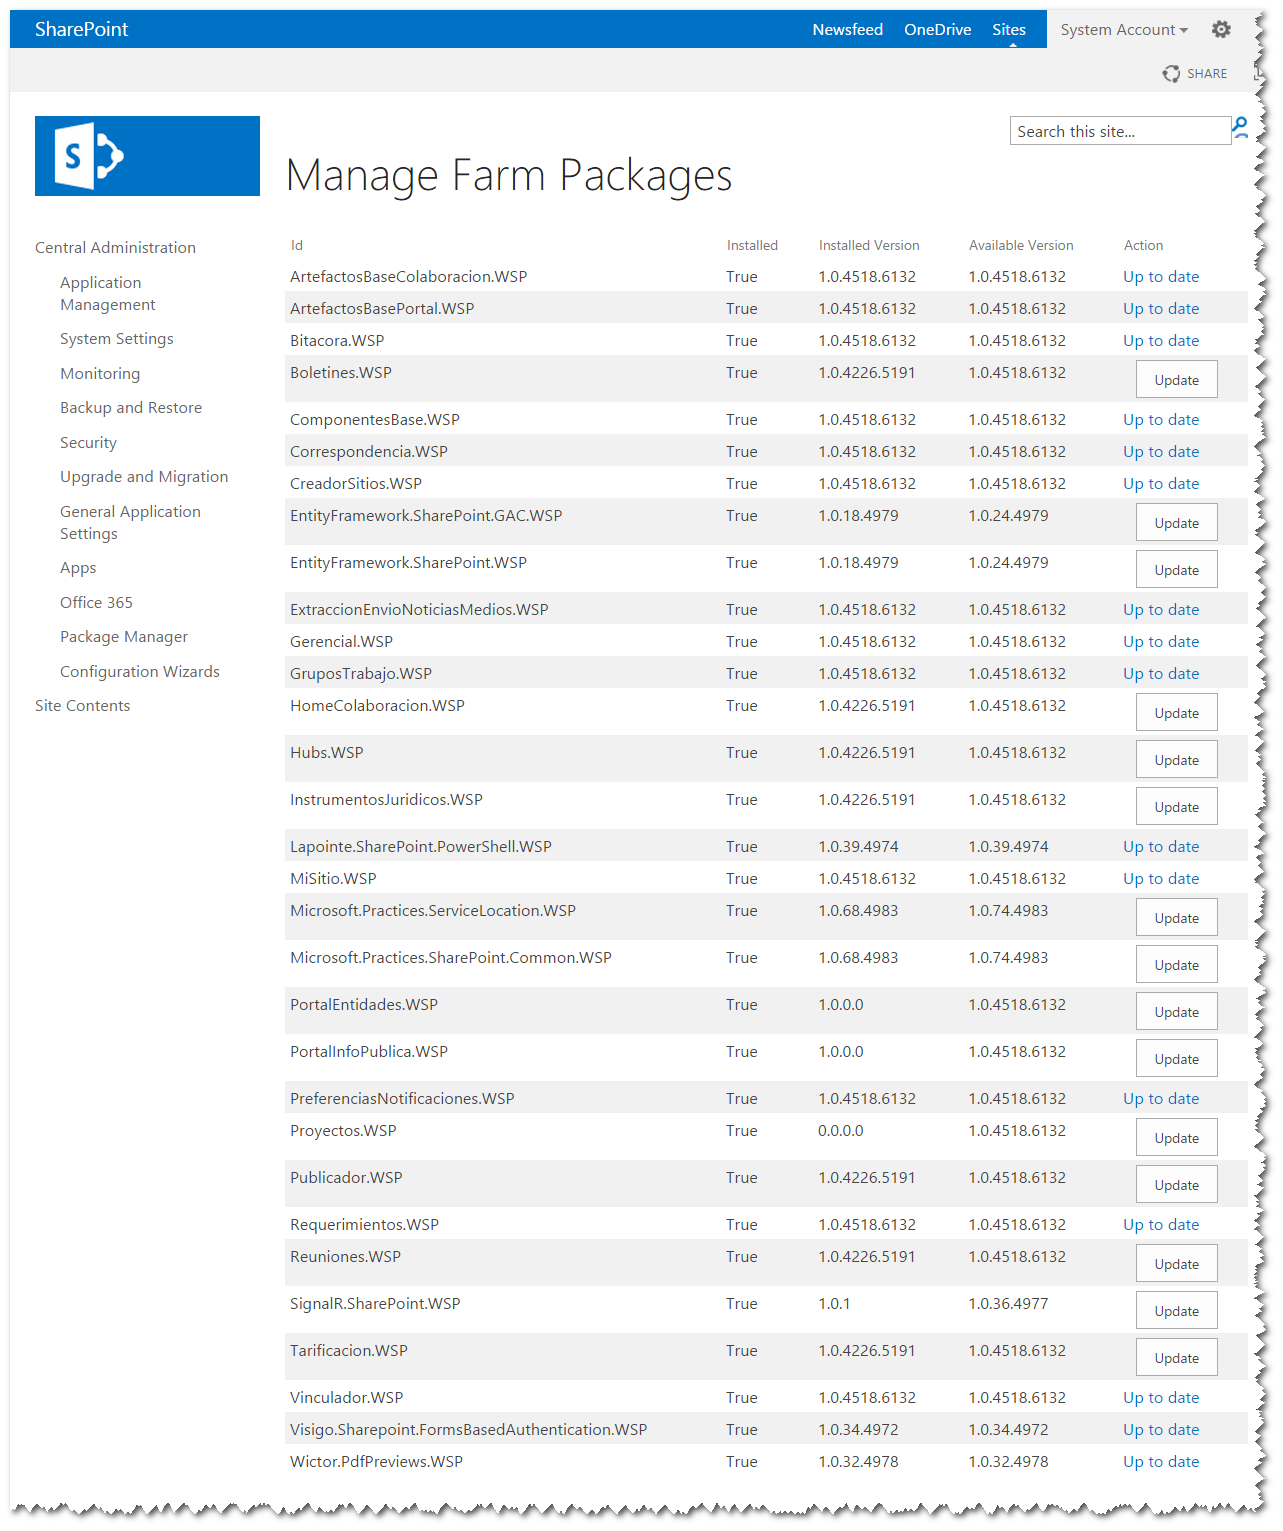 SharePoint Newsfeed OneDrive Sites System Account
SHARE
S
Search this site...
Manage Farm Packages
Central Administration
Application
Management
System Settings
Monitoring
Backup and Restore
Security
Upgrade and Migration
General Application
Settings
Apps
Office 365
Package Manager
Configuration Wizards
Site Contents
Id Installed Installed Version Available Version Action
ArtefactosBaseColaboracion.WSP True 1.0.4518.6132 1.0.4518.6132 Up to date
ArtefactosBasePortal.WSP True 1.0.4518.6132 1.0.4518.6132 Up to date
Bitacora.WSP True 1.0.4518.6132 1.0.4518.6132 Up to date
Boletines.WSP True 1.0.4226.5191 1.0.4518.6132 Update
ComponentesBase.WSP True 1.0.4518.6132 1.0.4518.6132 Up to date
Correspondencia.WSP True 1.0.4518.6132 1.0.4518.6132 Up to date
CreadorSitios.WSP True 1.0.4518.6132 1.0.4518.6132 Up to date
EntityFramework.SharePoint.GAC.WSP True 1.0.18.4979 1.0.24.4979 Update
EntityFramework.SharePoint.WSP True 1.0.18.4979 1.0.24.4979 Update
ExtraccionEnvioNoticiasMedios.WSP True 1.0.4518.6132 1.0.4518.6132 Up to date
Gerencial.WSP True 1.0.4518.6132 1.0.4518.6132 Up to date
GruposTrabajo.WSP True 1.0.4518.6132 1.0.4518.6132 Up to date
HomeColaboracion.WSP True 1.0.4226.5191 1.0.4518.6132 Update
Hubs.WSP True 1.0.4226.5191 1.0.4518.6132 Update
InstrumentosJuridicos.WSP True 1.0.4226.5191 1.0.4518.6132 Update
Lapointe.SharePoint.PowerShell.WSP True 1.0.39.4974 1.0.39.4974 Up to date
MiSitio.WSP True 1.0.4518.6132 1.0.4518.6132 Up to date
Microsoft.Practices.ServiceLocation.WSP True 1.0.68.4983 1.0.74.4983 Update
Microsoft.Practices.SharePoint.Common.WSP True 1.0.68.4983 1.0.74.4983 Update
PortalEntidades.WSP True 1.0.0.0 1.0.4518.6132 Update
PortalInfoPublica.WSP True 1.0.0.0 1.0.4518.6132 Update
PreferenciasNotificaciones.WSP True 1.0.4518.6132 1.0.4518.6132 Up to date
Proyectos.WSP True 0.0.0.0 1.0.4518.6132 Update
Publicador.WSP True 1.0.4226.5191 1.0.4518.6132 Update
Requerimientos.WSP True 1.0.4518.6132 1.0.4518.6132 Up to date
Reuniones.WSP True 1.0.4226.5191 1.0.4518.6132 Update
SignalR.SharePoint.WSP True 1.0.1 1.0.36.4977 Update
Tarificacion.WSP True 1.0.4226.5191 1.0.4518.6132 Update
Vinculador.WSP True 1.0.4518.6132 1.0.4518.6132 Up to date
Visigo.Sharepoint.FormsBasedAuthentication.WSP True 1.0.34.4972 1.0.34.4972 Up to date
Wictor.PdfPreviews.WSP True 1.0.32.4978 1.0.32.4978 Up to date